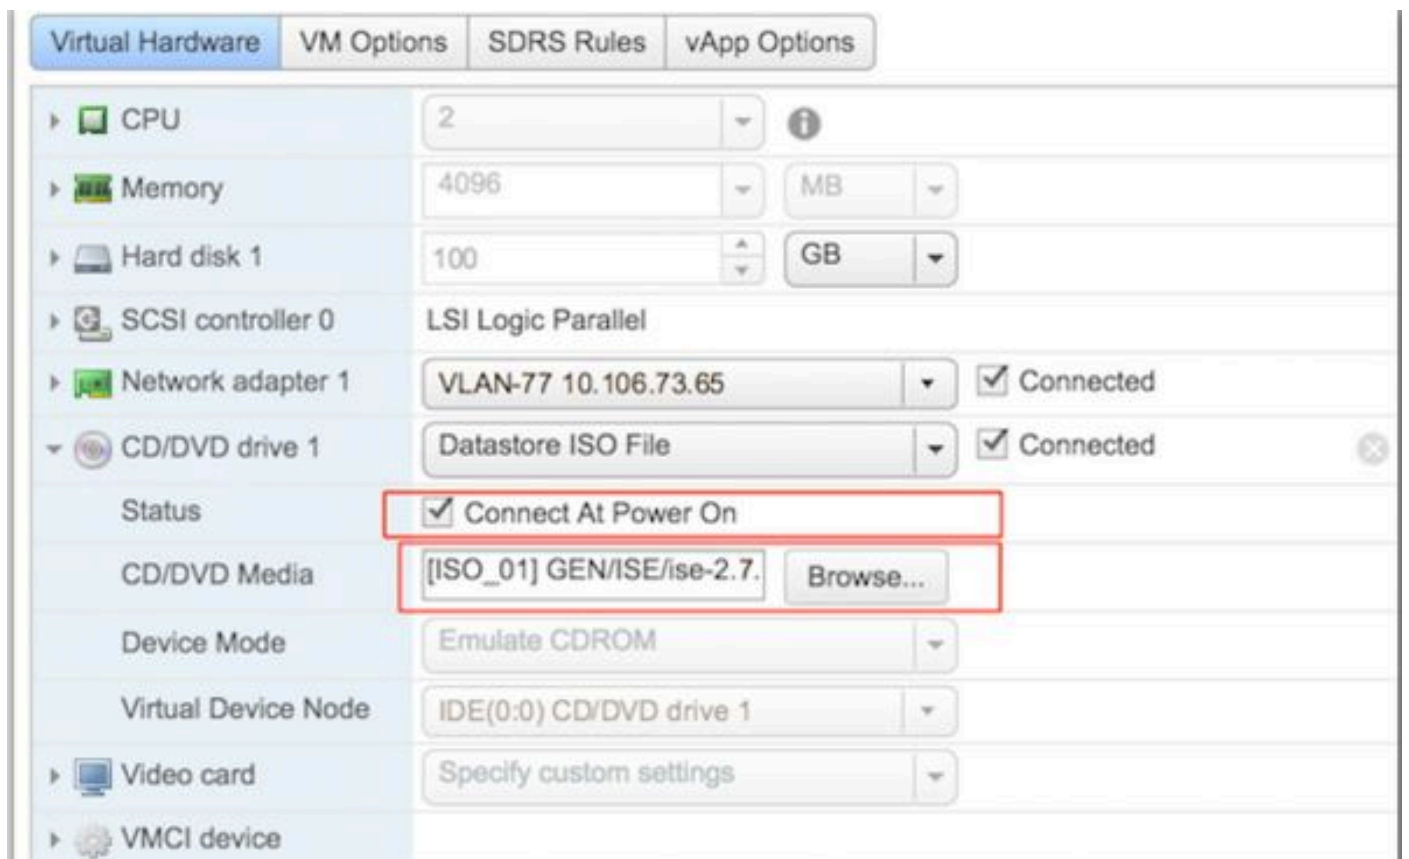 Virtual Hardware VM Options SDRS Rules vApp Options
CPU 2
Memory 4096 MB
Hard disk 1 100 GB
SCSI controller 0 LSI Logic Parallel
Network adapter 1 VLAN-77 10.106.73.65 Connected
CD/DVD drive 1 Datastore ISO File Connected
Status Connect At Power On
CD/DVD Media [ISO_01] GEN/ISE/ise-2.7. Browse...
Device Mode Emulate CDROM
Virtual Device Node IDE(0:0) CD/DVD drive 1
Video card Specify custom settings
VMCI device